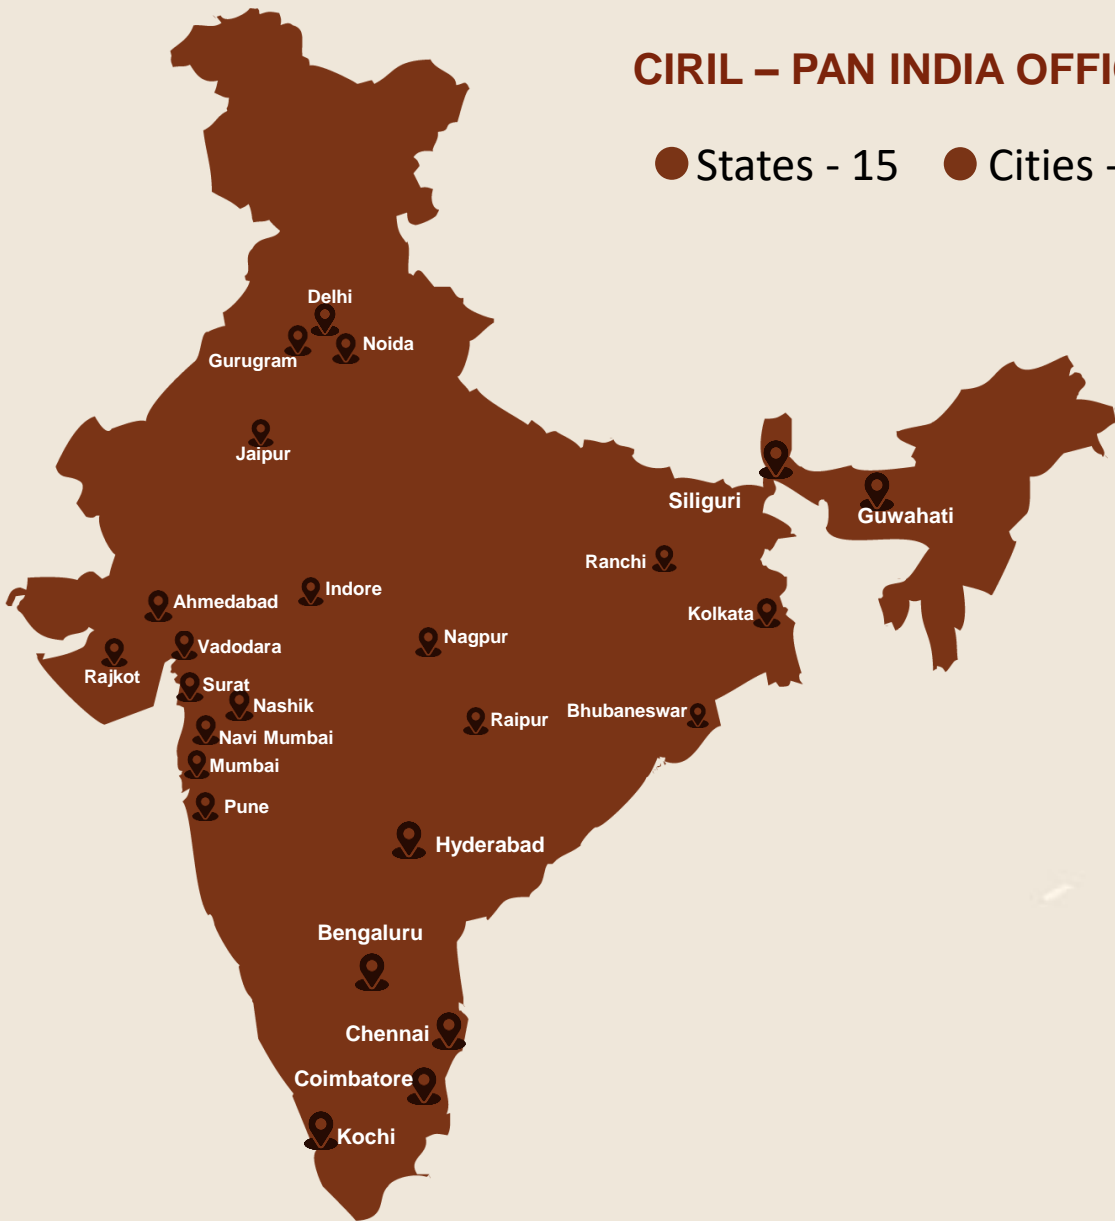 CIRIL – PAN INDIA
States - 15 Cities -
Delhi
Noida
Gurugram
Jaipur
Siliguri
Guwahati
Ranchi
Indore
Ahmedabad
Kolkata
Nagpur
Vadodara
Rajkot
Surat
Nashik
Bhubaneswar
Raipur
Navi Mumbai
Mumbai
Pune
Hyderabad
Bengaluru
Chennai
Coimbatore
Kochi